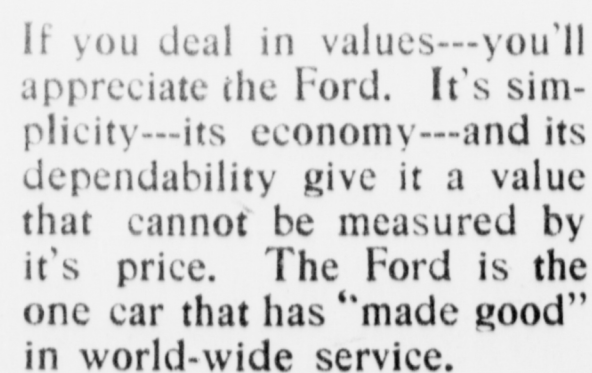 If you deal in values---you'll
appreciate the Ford. It's sim-
plicity---its economy---and its
dependability give it a value
that cannot be measured by
it's price. The Ford is the
one car that has "made good"
in world-wide service.